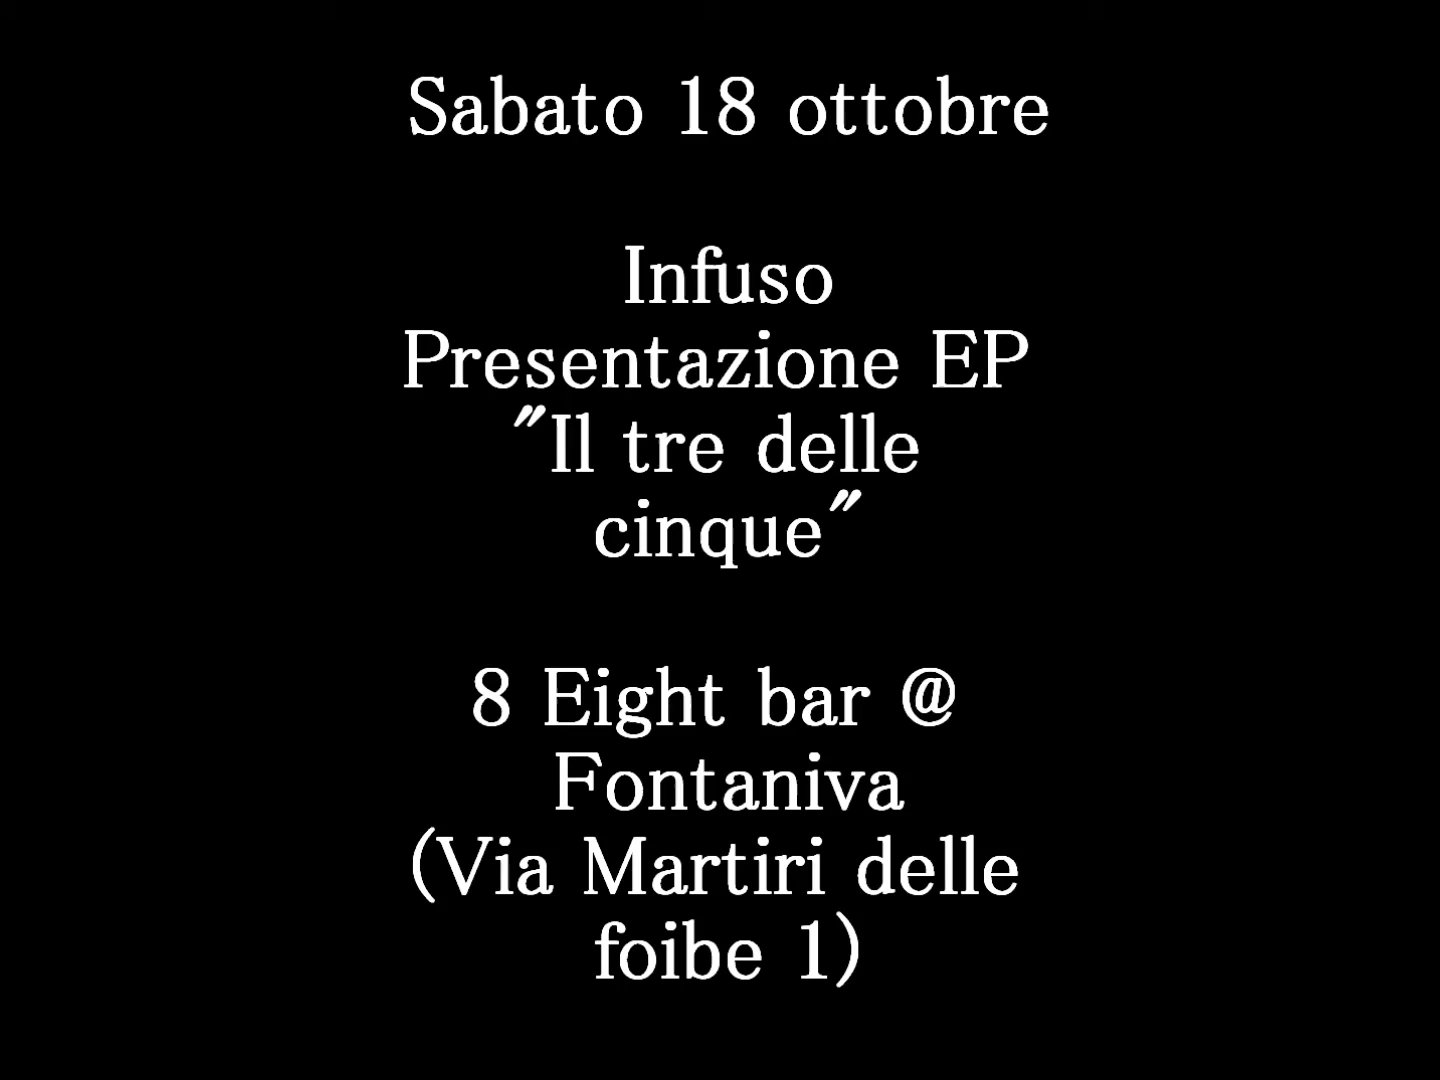 Sabato 18 ottobre
Infuso
Presentazione EP
"Il tre delle
cinque"
8 Eight bar @
Fontaniva
(Via Martiri delle
foibe 1)